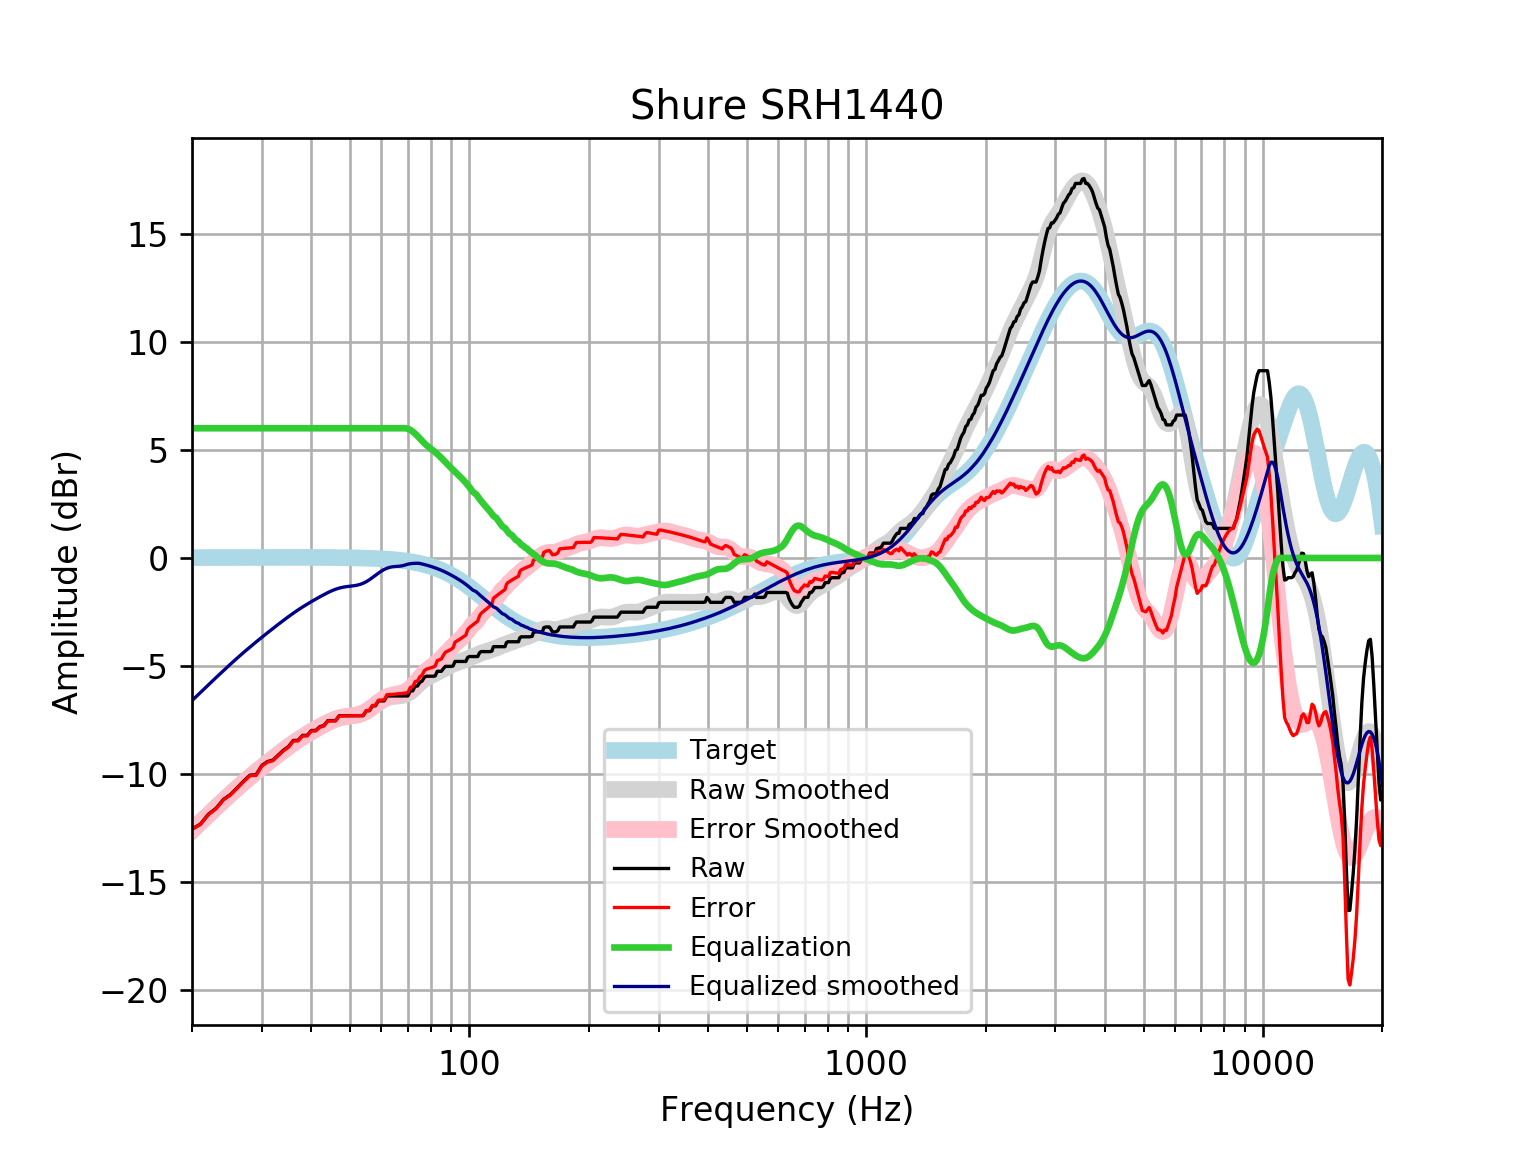 Shure SRH1440
Amplitude (dBr)
15
10
5
0
−5
−10
−15
−20
Target
Raw Smoothed
Error Smoothed
Raw
Error
Equalization
Equalized smoothed
100
1000
10000
Frequency (Hz)